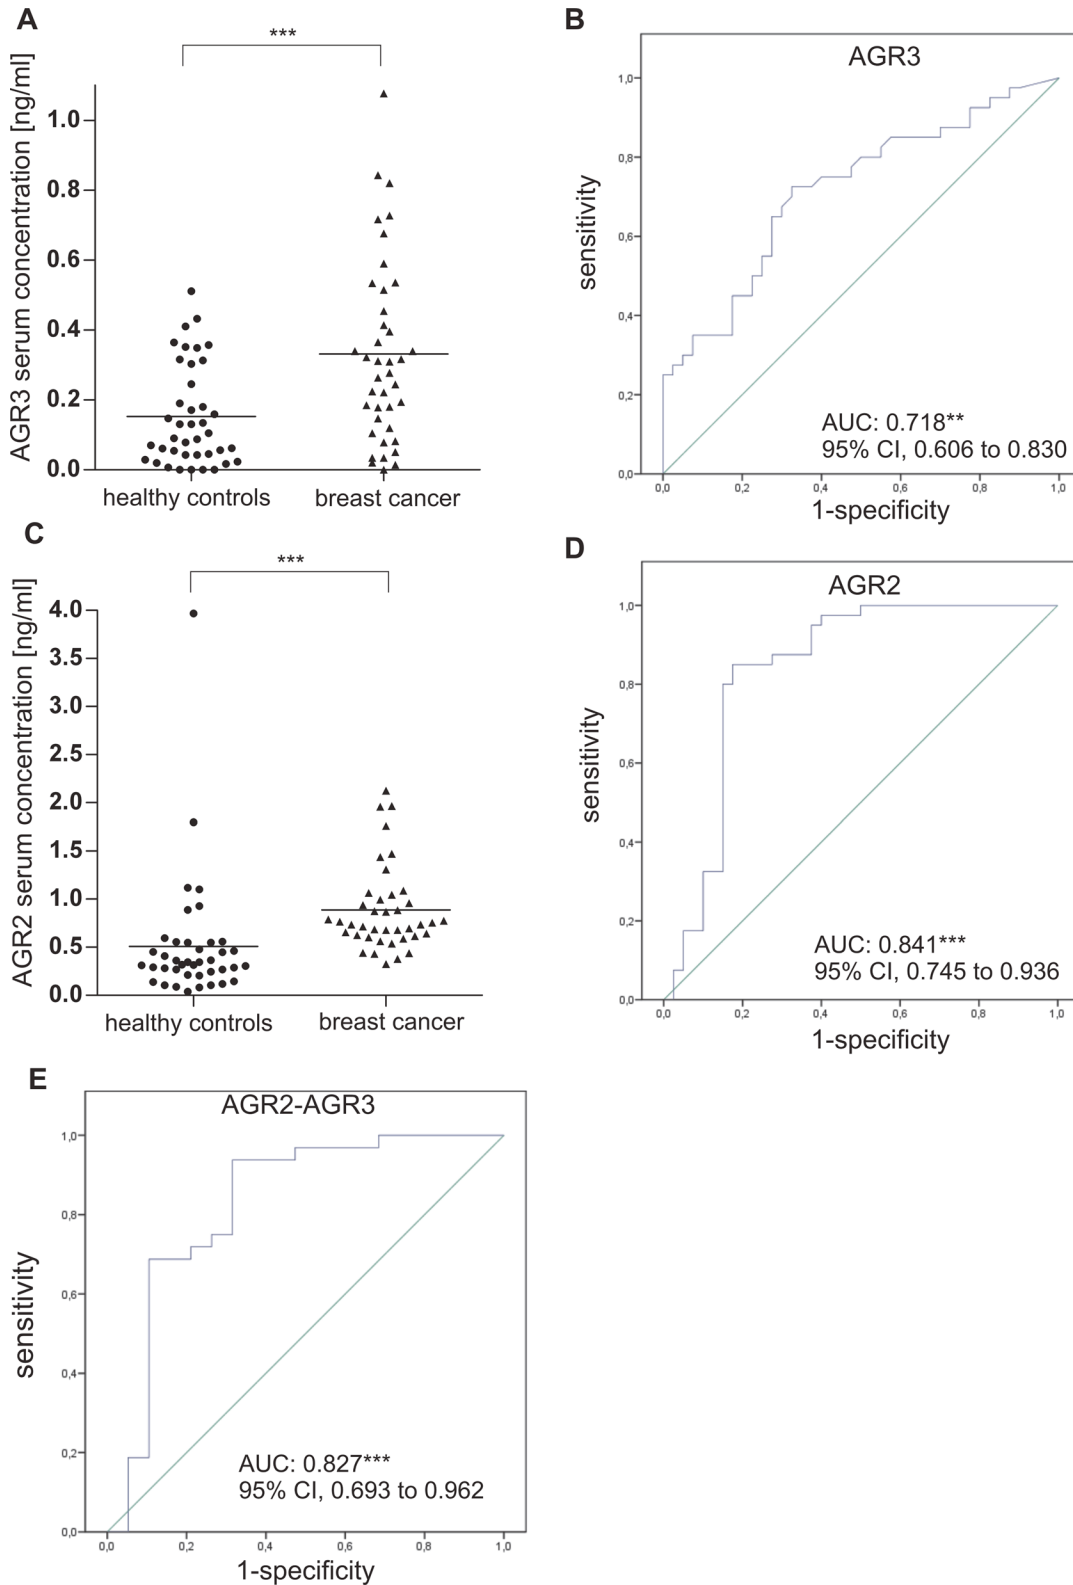 A
***
AGR3 serum concentration [ng/ml]
1.0
0.8
0.6
0.4
0.2
0.0
healthy controls
breast cancer
B
AGR3
sensitivity
1,0
0,8
0,6
0,4
0,2
0,0
AUC: 0.718**
95% CI, 0.606 to 0.830
0,0 0,2 0,4 0,6 0,8 1,0
1-specificity
C
***
AGR2 serum concentration [ng/ml]
4.0
3.5
3.0
2.5
2.0
1.5
1.0
0.5
0.0
healthy controls
breast cancer
D
AGR2
sensitivity
1,0
0,8
0,6
0,4
0,2
0,0
AUC: 0.841***
95% CI, 0.745 to 0.936
0,0 0,2 0,4 0,6 0,8 1,0
1-specificity
E
AGR2-AGR3
sensitivity
1,0
0,8
0,6
0,4
0,2
0,0
AUC: 0.827***
95% CI, 0.693 to 0.962
0,0 0,2 0,4 0,6 0,8 1,0
1-specificity